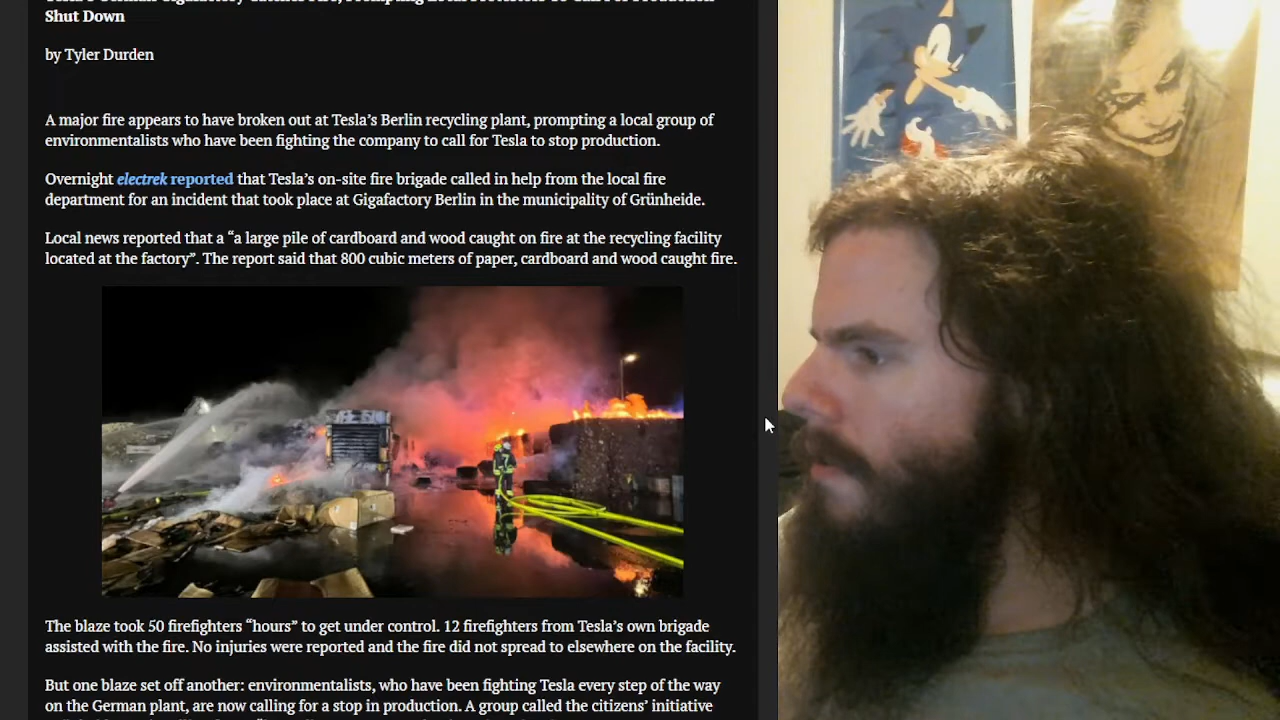 Shut Down
by Tyler Durden
A major fire appears to have broken out at Tesla’s Berlin recycling plant, prompting a local group of
environmentalists who have been fighting the company to call for Tesla to stop production.
Overnight electrek reported that Tesla’s on-site fire brigade called in help from the local fire
department for an incident that took place at Gigafactory Berlin in the municipality of Grünheide.
Local news reported that a “a large pile of cardboard and wood caught on fire at the recycling facility
located at the factory”. The report said that 800 cubic meters of paper, cardboard and wood caught fire.
The blaze took 50 firefighters “hours” to get under control. 12 firefighters from Tesla’s own brigade
assisted with the fire. No injuries were reported and the fire did not spread to elsewhere on the facility.
But one blaze set off another: environmentalists, who have been fighting Tesla every step of the way
on the German plant, are now calling for a stop in production. A group called the citizens’ initiative